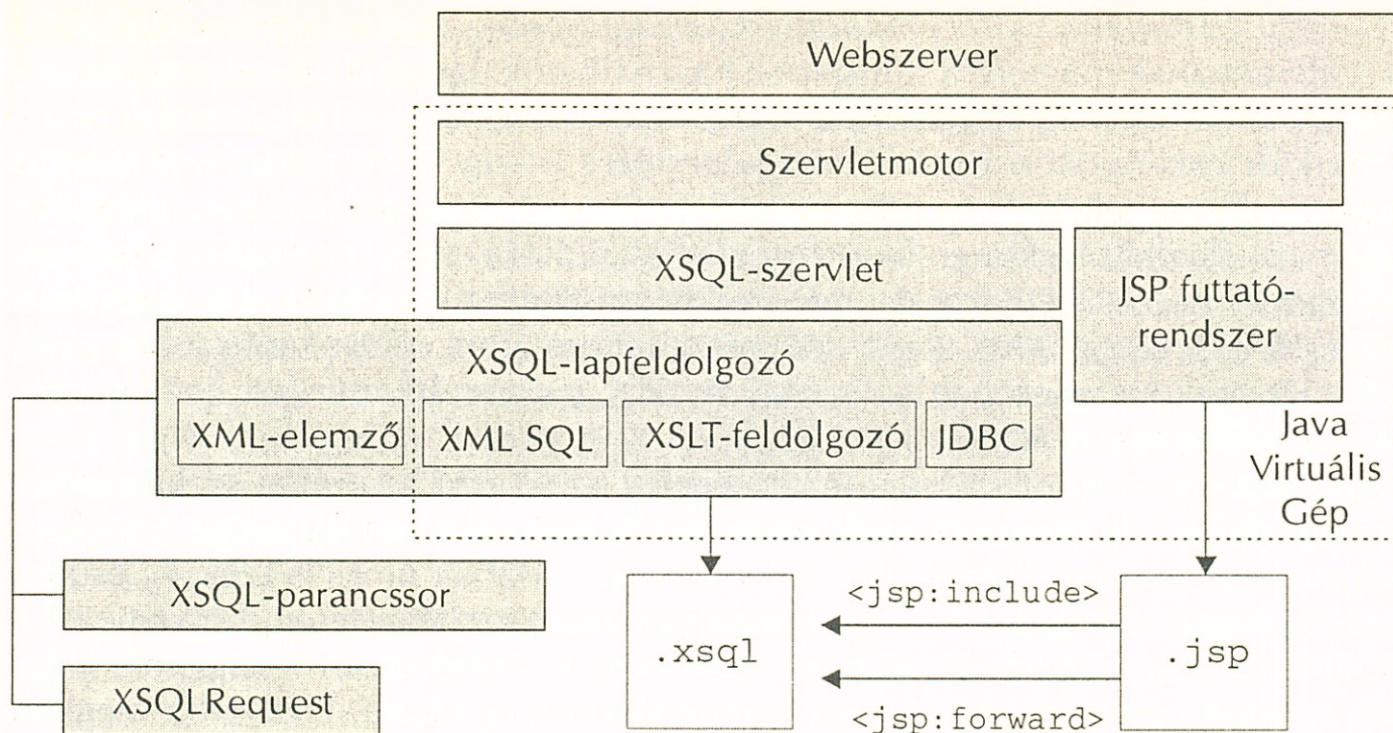 Webszerver
Szervletmotor
XSQL-szervlet
JSP futtató-
rendszer
XSQL-lapfeldolgozó
XML-elemző
XML SQL
XSLT-feldolgozó
JDBC
Java
Virtuális
Gép
XSQL-parancssor
XSQLRequest
.xsql
<jsp:include>
<jsp:forward>
.jsp